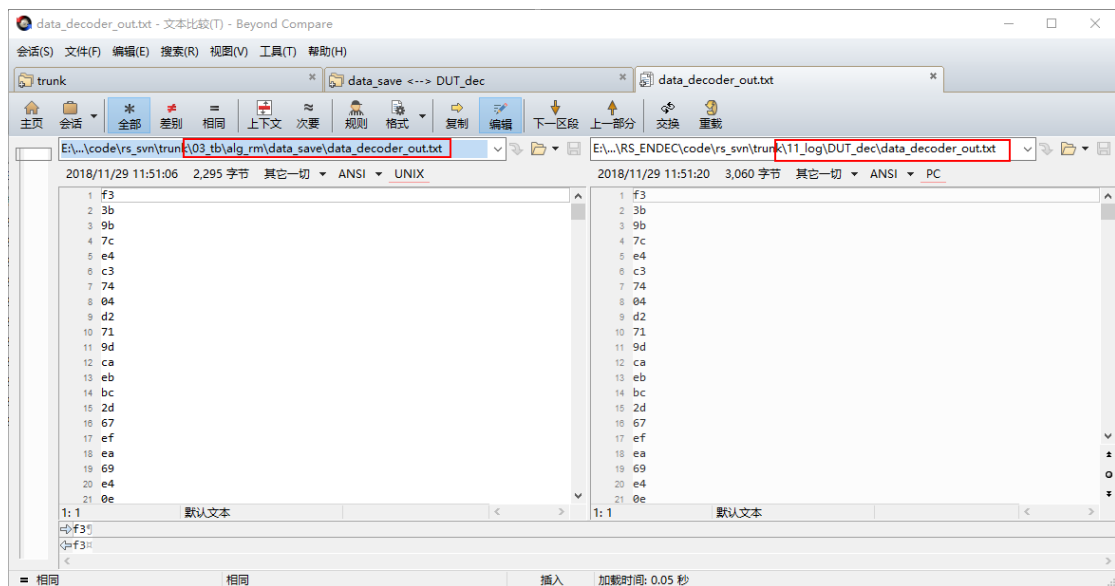 data_decoder_out.txt - 文本比较(T) - Beyond Compare
会话(S) 文件(F) 编辑(E) 搜索(R) 视图(V) 工具(T) 帮助(H)
trunk
data_save <--> DUT_dec
data_decoder_out.txt
主页 会话 全部 差别 相同 上下文 次要 规则 格式 复制 编辑 下一区段 上一部分 交换 重载
E:\...\code\rs_svn\trunk\03_tb\alg_rm\data_save\data_decoder_out.txt
E:\...\RS_ENDEC\code\rs_svn\trunk\11_log\DUT_dec\data_decoder_out.txt
2018/11/29 11:51:06 2,295 字节 其它一切 ANSI UNIX
2018/11/29 11:51:20 3,060 字节 其它一切 ANSI PC
1 f3
2 3b
3 9b
4 7c
5 e4
6 c3
7 74
8 04
9 d2
10 71
11 9d
12 ca
13 eb
14 bc
15 2d
16 67
17 ef
18 ea
19 69
20 e4
21 0e
1 f3
2 3b
3 9b
4 7c
5 e4
6 c3
7 74
8 04
9 d2
10 71
11 9d
12 ca
13 eb
14 bc
15 2d
16 67
17 ef
18 ea
19 69
20 e4
21 0e
1: 1 默认文本
1: 1 默认文本
f3¶
f3¤
= 相同 相同 插入 加载时间: 0.05 秒